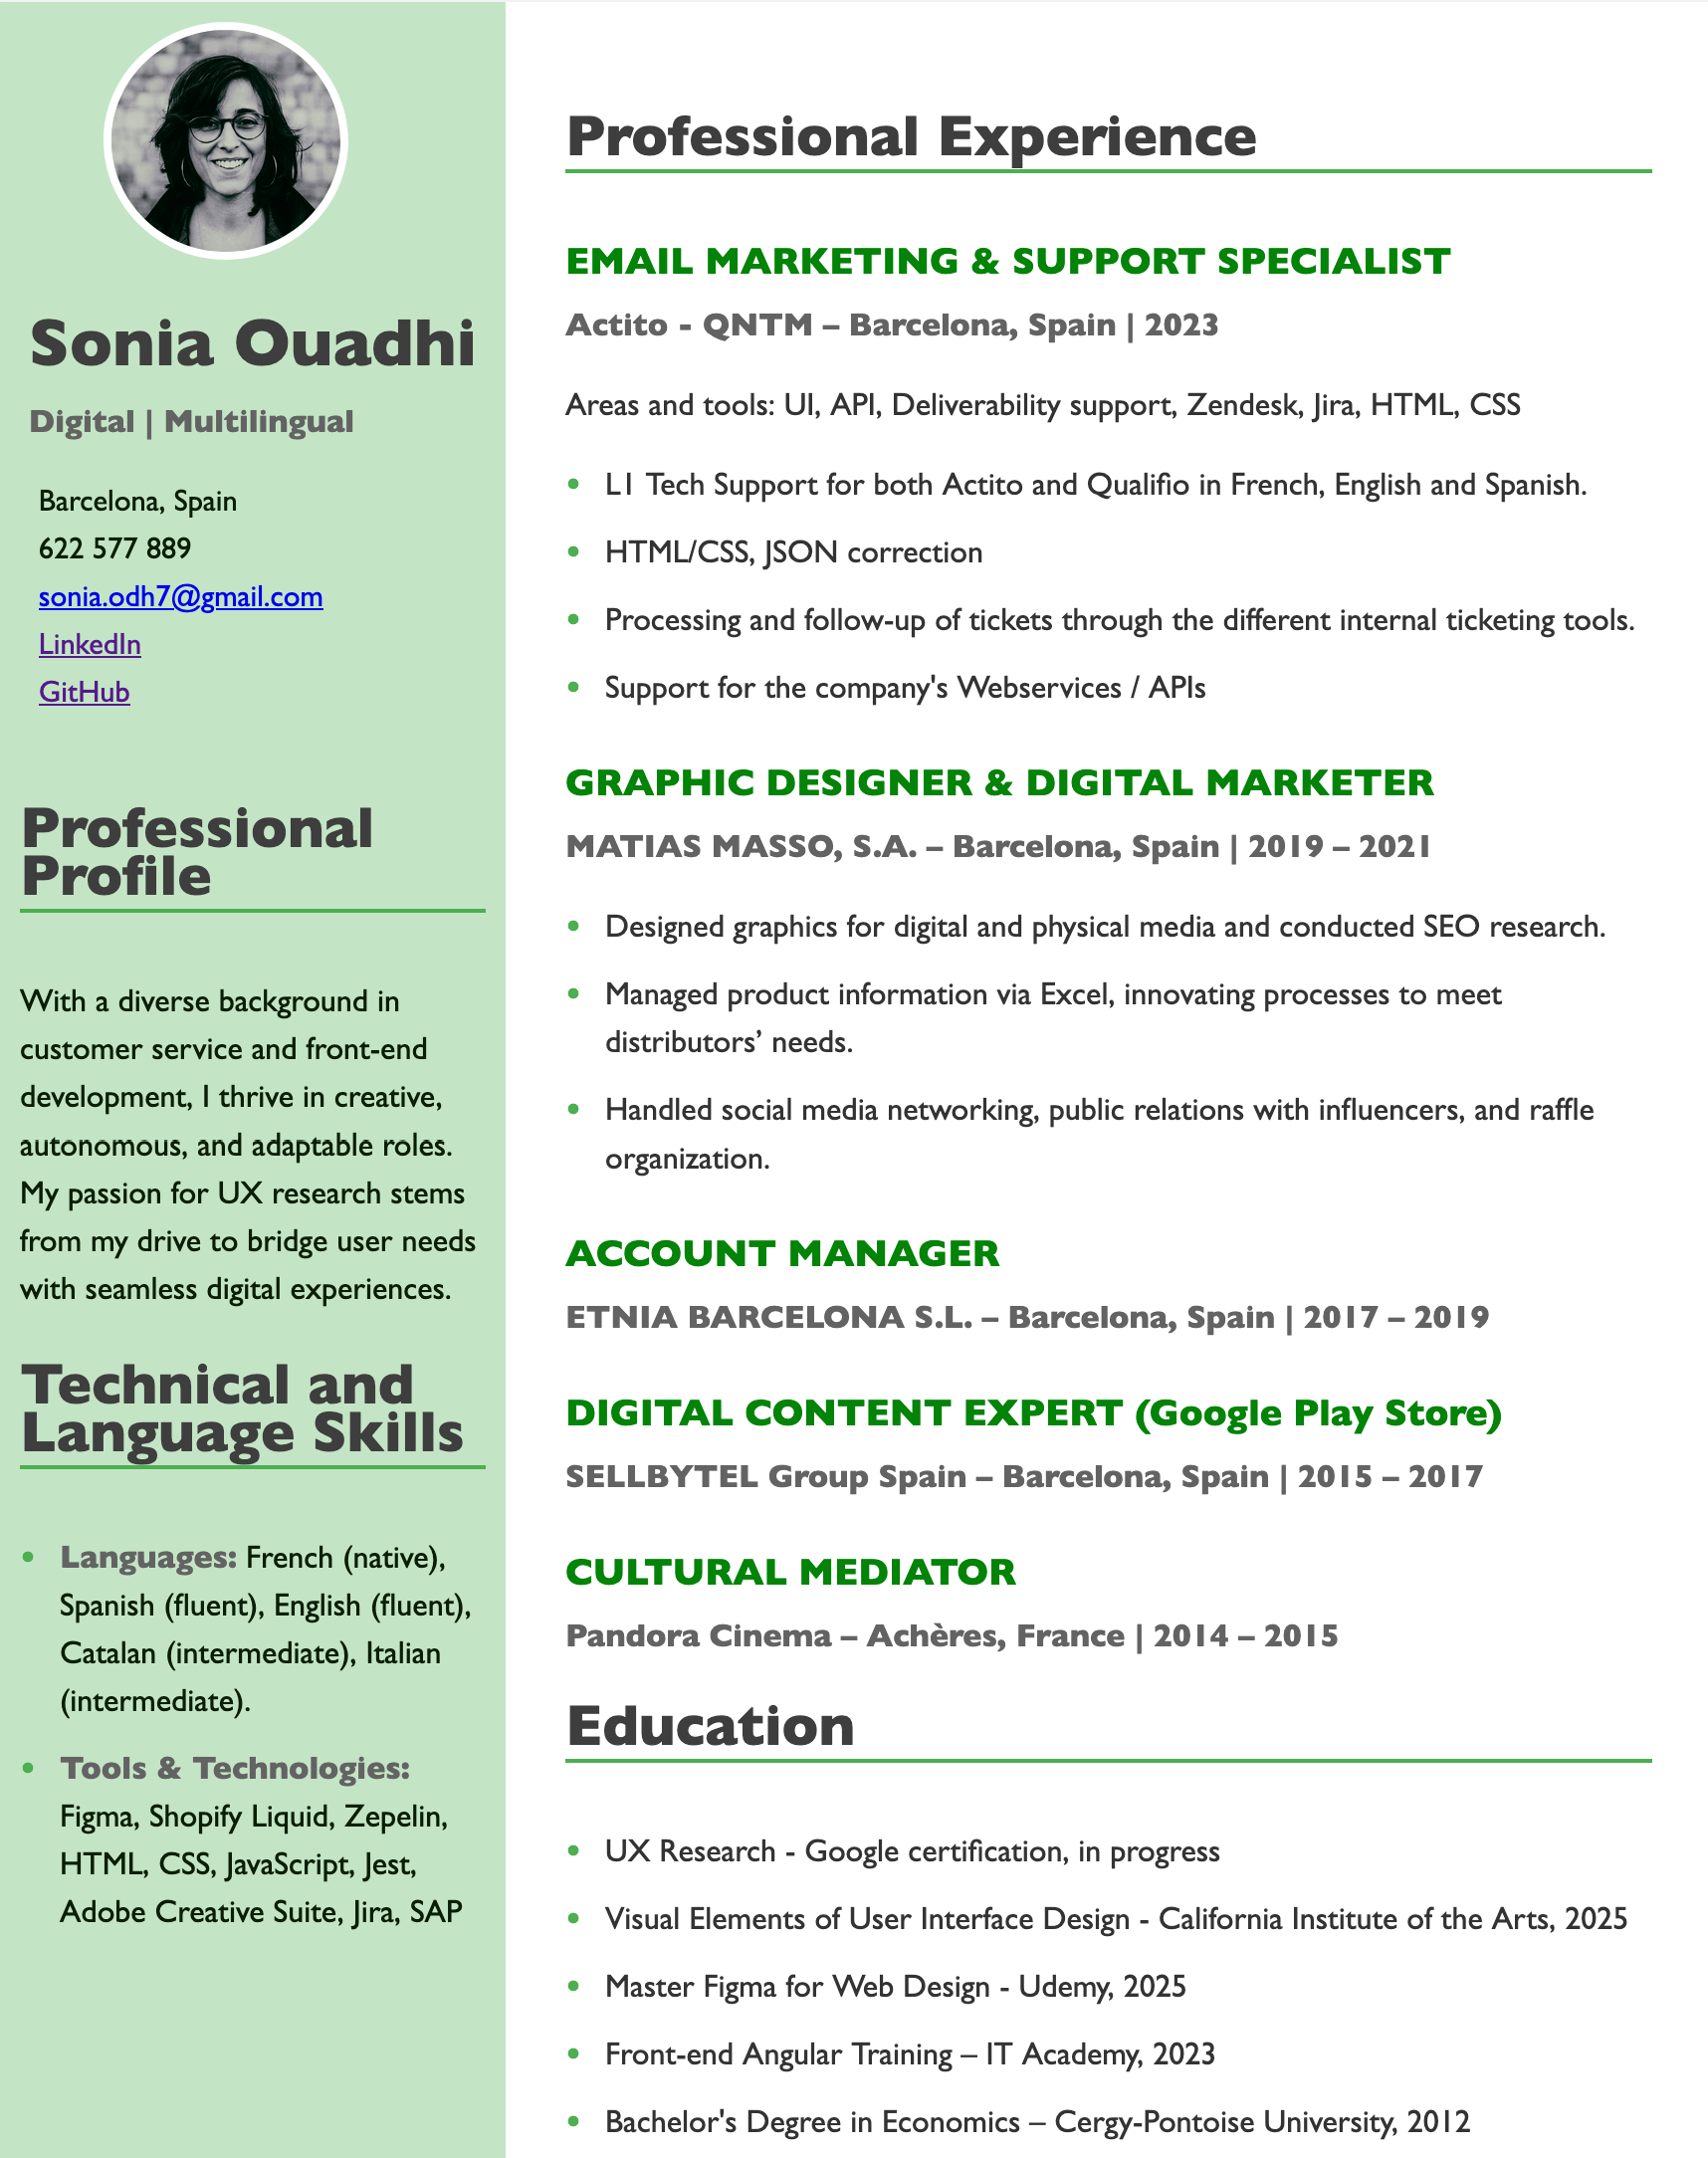 Sonia Ouadhi
Digital | Multilingual
Barcelona, Spain
622 577 889
sonia.odh7@gmail.com
LinkedIn
GitHub
Professional
Profile
With a diverse background in
customer service and front-end
development, I thrive in creative,
autonomous, and adaptable roles.
My passion for UX research stems
from my drive to bridge user needs
with seamless digital experiences.
Technical and
Language Skills
• Languages: French (native),
Spanish (fluent), English (fluent),
Catalan (intermediate), Italian
(intermediate).
• Tools & Technologies:
Figma, Shopify Liquid, Zepelin,
HTML, CSS, JavaScript, Jest,
Adobe Creative Suite, Jira, SAP
Professional Experience
EMAIL MARKETING & SUPPORT SPECIALIST
Actito - QNTM – Barcelona, Spain | 2023
Areas and tools: UI, API, Deliverability support, Zendesk, Jira, HTML, CSS
• L1 Tech Support for both Actito and Qualifio in French, English and Spanish.
• HTML/CSS, JSON correction
• Processing and follow-up of tickets through the different internal ticketing tools.
• Support for the company's Webservices / APIs
GRAPHIC DESIGNER & DIGITAL MARKETER
MATIAS MASSO, S.A. – Barcelona, Spain | 2019 – 2021
• Designed graphics for digital and physical media and conducted SEO research.
• Managed product information via Excel, innovating processes to meet
distributors’ needs.
• Handled social media networking, public relations with influencers, and raffle
organization.
ACCOUNT MANAGER
ETNIA BARCELONA S.L. – Barcelona, Spain | 2017 – 2019
DIGITAL CONTENT EXPERT (Google Play Store)
SELLBYTEL Group Spain – Barcelona, Spain | 2015 – 2017
CULTURAL MEDIATOR
Pandora Cinema – Achères, France | 2014 – 2015
Education
• UX Research - Google certification, in progress
• Visual Elements of User Interface Design - California Institute of the Arts, 2025
• Master Figma for Web Design - Udemy, 2025
• Front-end Angular Training – IT Academy, 2023
• Bachelor's Degree in Economics – Cergy-Pontoise University, 2012